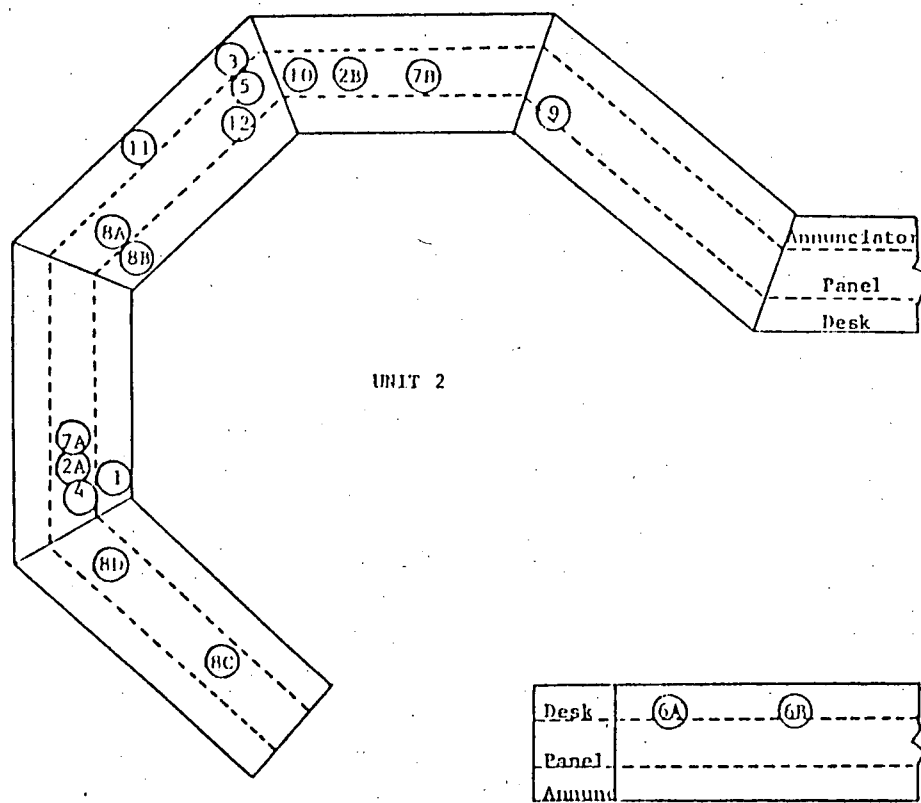 3
5
10
2B
7B
9
12
11
8A
8B
Annunciator
Panel
Desk
UNIT 2
7A
2A
4
1
8D
8C
Desk
6A
6B
Panel
Annunc